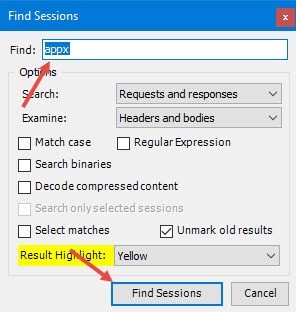 Find Sessions
x
Find: appx
Options
Search: Requests and responses
Examine: Headers and bodies
Match case Regular Expression
Search binaries
Decode compressed content
Search only selected sessions
Select matches Unmark old results
Result Highlight: Yellow
Find Sessions Cancel